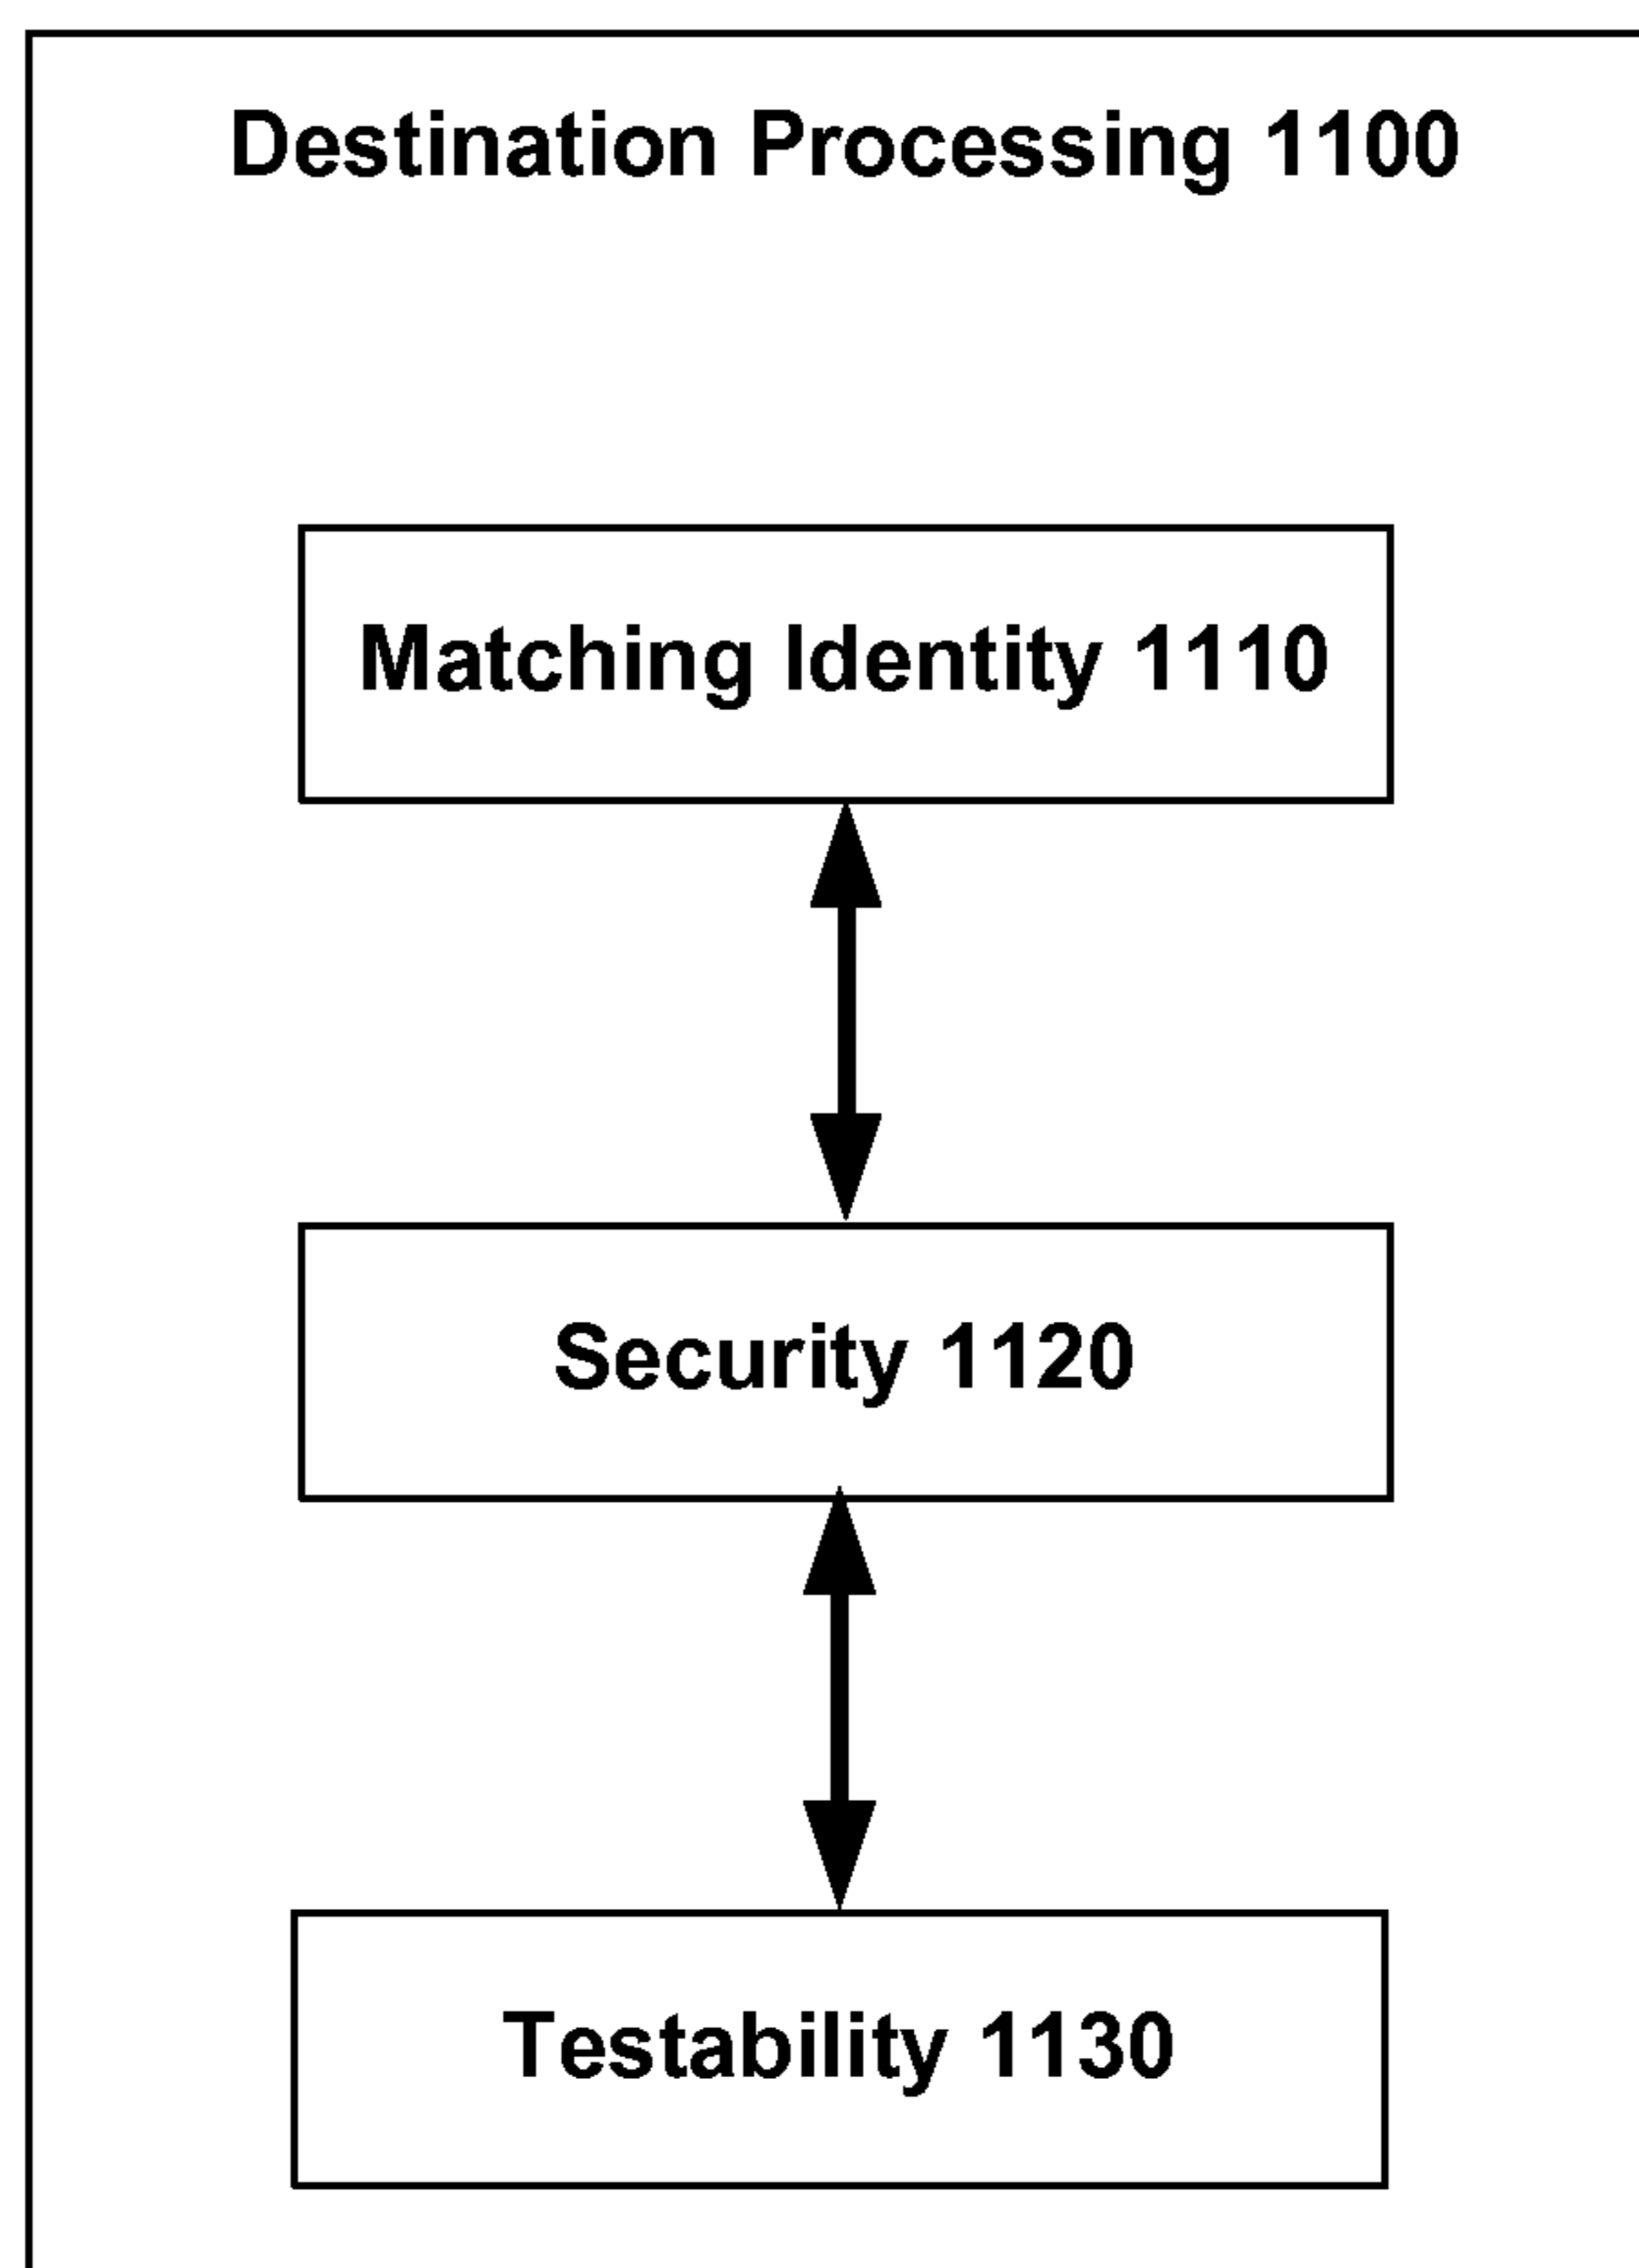 Destination Processing 1100
Matching Identity 1110
Security 1120
Testability 1130